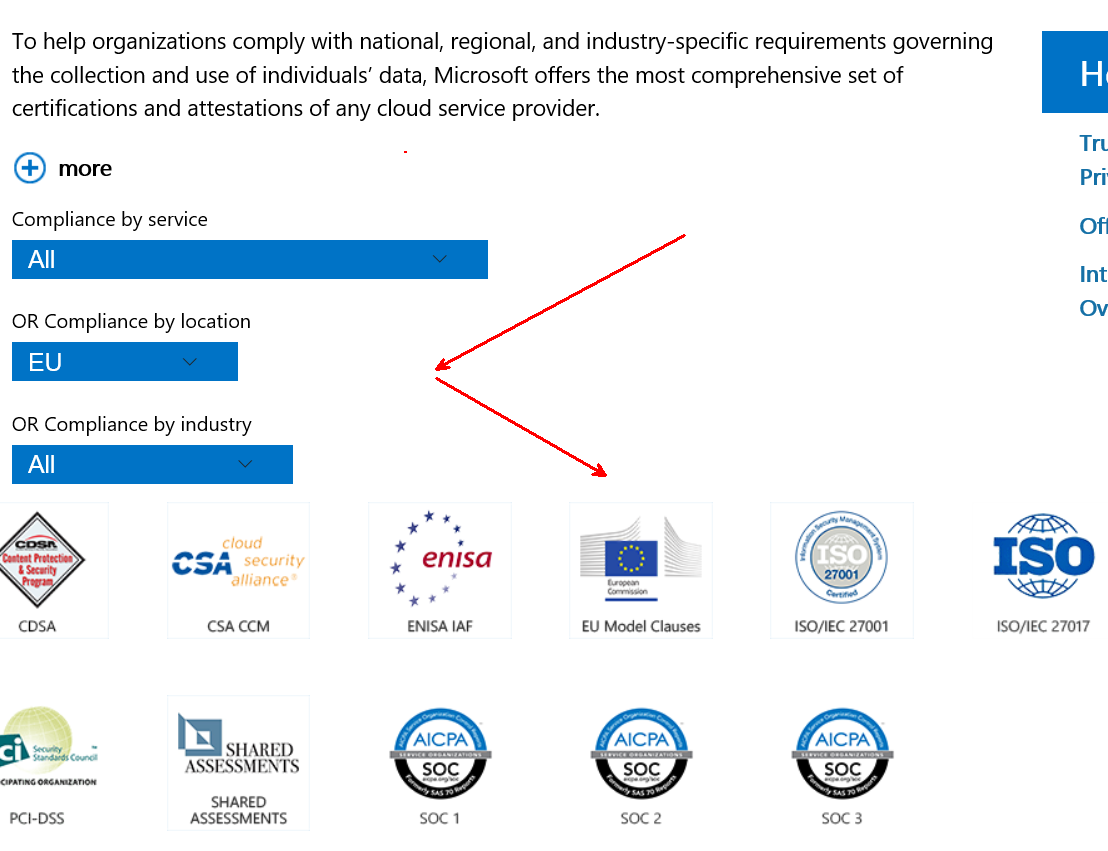 To help organizations comply with national, regional, and industry-specific requirements governing
the collection and use of individuals’ data, Microsoft offers the most comprehensive set of
certifications and attestations of any cloud service provider.
more
Compliance by service
All
OR Compliance by location
EU
OR Compliance by industry
All
Tru
Pri
Off
Int
Ov
CDSA
Content Protection
& Security
Program
CDSA
cloud
CSA security
alliance®
CSA CCM
enisa
ENISA IAF
European
Commission
EU Model Clauses
Information Security Management System
ISO
27001
Certified
ISO/IEC 27001
ISO
ISO/IEC 27017
Security
Standards Council
CIPATING ORGANIZATION
PCI-DSS
SHARED
ASSESSMENTS
SHARED
ASSESSMENTS
AICPA
SERVICE ORGANIZATIONS
SOC
aicpa.org/soc
Formerly SAS 70 Reports
SOC 1
AICPA
SERVICE ORGANIZATIONS
SOC
aicpa.org/soc
Formerly SAS 70 Reports
SOC 2
AICPA
SERVICE ORGANIZATIONS
SOC
aicpa.org/soc
Formerly SAS 70 Reports
SOC 3